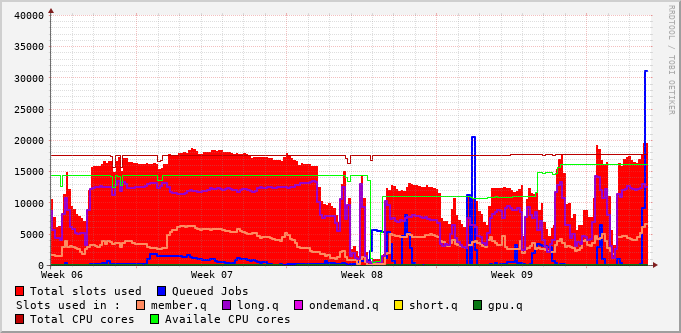 RRDTOOL / TOBI OETIKER
40000
35000
30000
25000
20000
15000
10000
5000
0
Week 06 Week 07 Week 08 Week 09
Total slots used Queued Jobs
Slots used in : member.q long.q ondemand.q short.q gpu.q
Total CPU cores Availale CPU cores